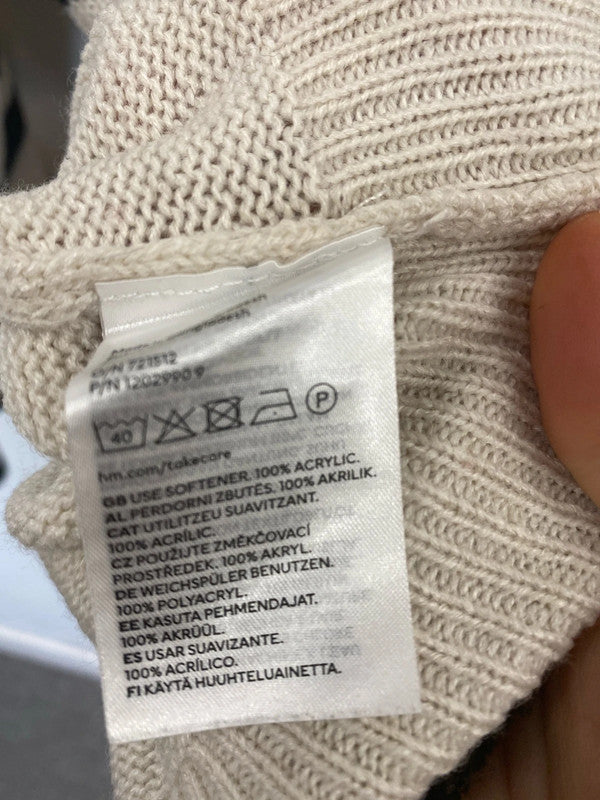 721512
P/N 1202990 9
40 P
hm.com/takecare
GB USE SOFTENER. 100% ACRYLIC.
AL PERDORNI ZBUTËS. 100% AKRILIK.
CAT UTILITZEU SUAVITZANT.
100% ACRÍLIC.
CZ POUŽIJTE ZMĚKČOVACÍ
PROSTŘEDEK. 100% AKRYL.
DE WEICHSPÜLER BENUTZEN.
100% POLYACRYL.
EE KASUTA PEHMENDAJAT.
100% AKRÜÜL.
ES USAR SUAVIZANTE.
100% ACRÍLICO.
FI KÄYTÄ HUUHTELUAINETTA.